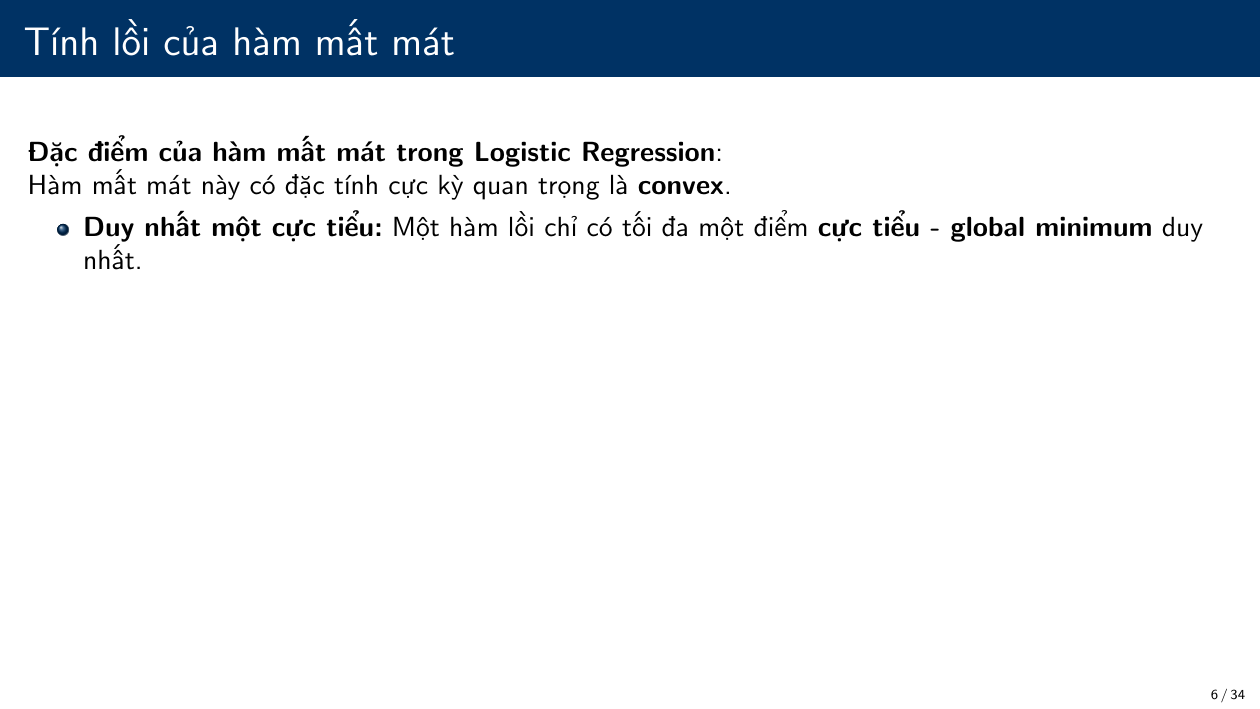 Tính lồi của hàm mất mát
Đặc điểm của hàm mất mát trong Logistic Regression:
Hàm mất mát này có đặc tính cực kỳ quan trọng là convex.
Duy nhất một cực tiểu: Một hàm lồi chỉ có tối đa một điểm cực tiểu - global minimum duy
nhất.
6 / 34